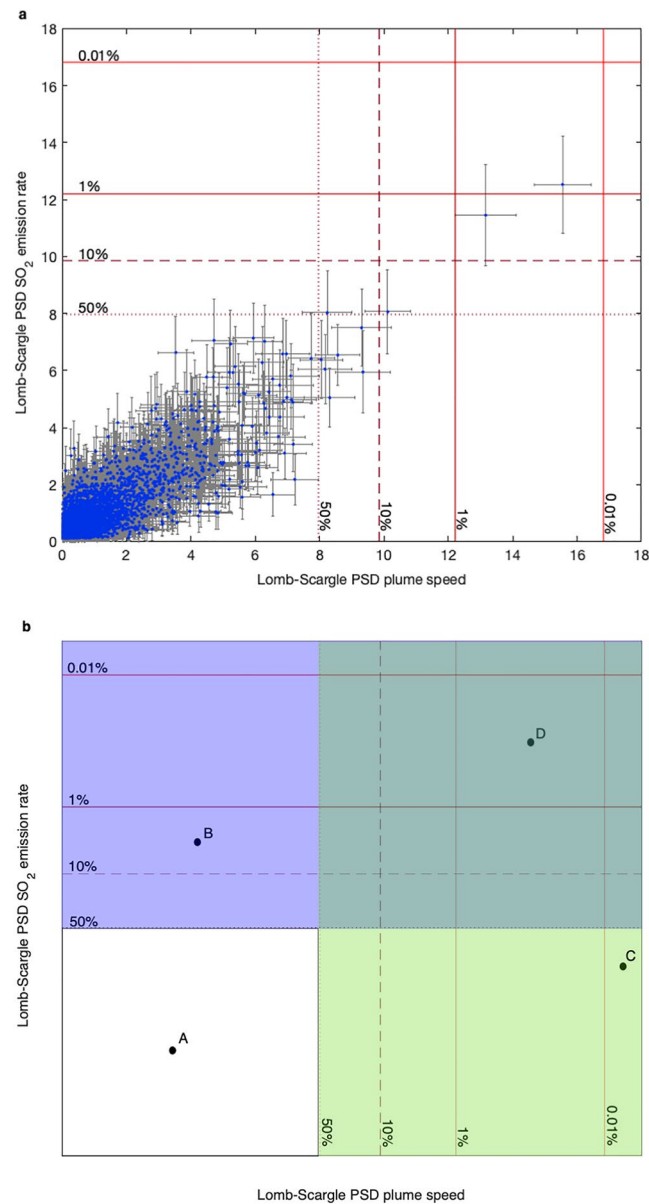 a
18
0.01%
16
14
1%
12
10%
10
50%
8
6
4
2
0
Lomb-Scargle PSD SO2 emission rate
50%
10%
1%
0.01%
0 2 4 6 8 10 12 14 16 18
Lomb-Scargle PSD plume speed
b
0.01%
D
1%
B
10%
50%
C
A
Lomb-Scargle PSD SO2 emission rate
50%
10%
1%
0.01%
Lomb-Scargle PSD plume speed